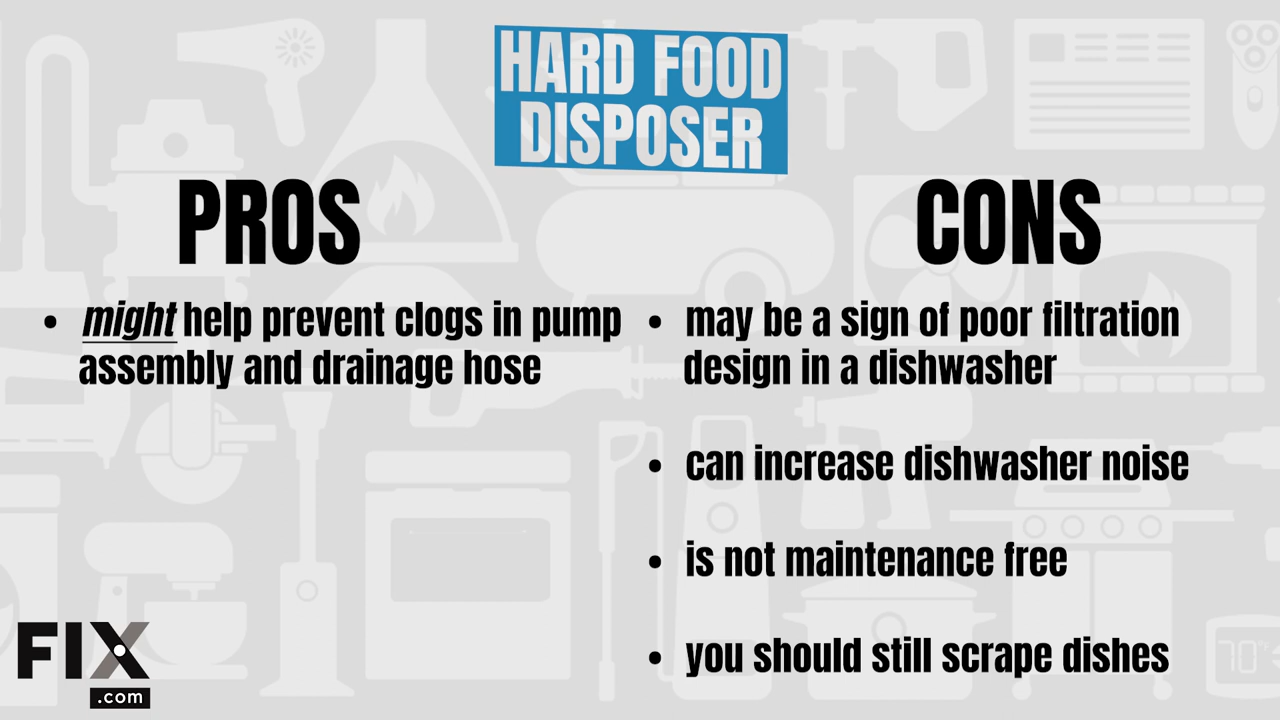 HARD FOOD
DISPOSER
PROS
• might help prevent clogs in pump
assembly and drainage hose
CONS
• may be a sign of poor filtration
design in a dishwasher
• can increase dishwasher noise
• is not maintenance free
• you should still scrape dishes
FIX
.com
70°